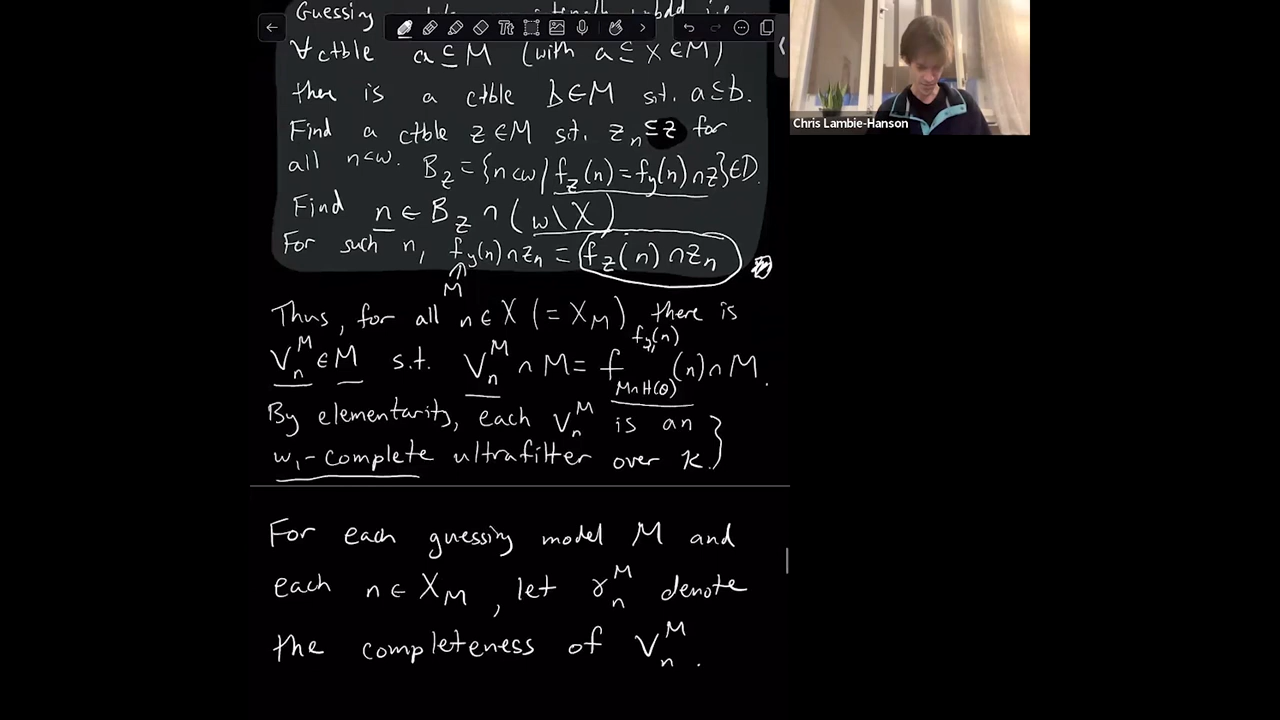 Guessing
∀ctble a ⊆ M (with a ⊆ X ∈ M)
there is a ctble b ∈ M s.t. a ⊆ b.
Find a ctble z ∈ M s.t. z_n ⊆ z for
all n<ω. B_z = {n<ω | f_z(n) = f_y(n) ∩ z} ∈ D.
Find n ∈ B_z ∩ (ω \ X)
For such n, f_y(n) ∩ z_n = f_z(n) ∩ z_n
M
Thus, for all n ∈ X (= X_M) there is
f_y(n)
V_n^M ∈ M s.t. V_n^M ∩ M = f_{M∩H(θ)}(n) ∩ M.
By elementarity, each V_n^M is an
ω_1-complete ultrafilter over κ.
For each guessing model M and
each n ∈ X_M, let γ_n^M denote
the completeness of V_n^M.
Chris Lambie-Hanson